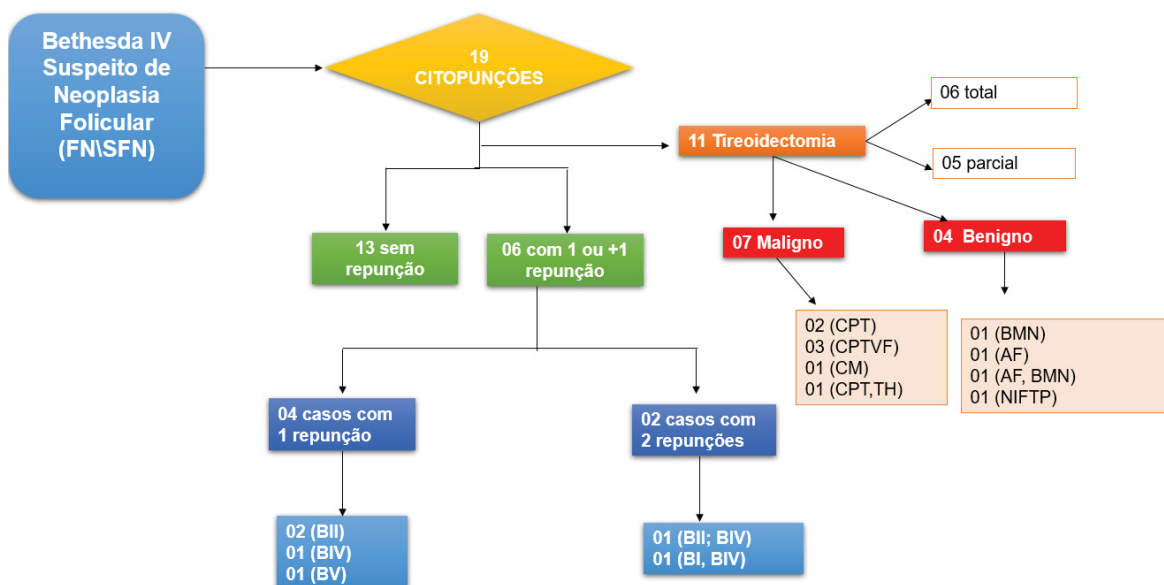 Bethesda IV
Suspeito de
Neoplasia
Folicular
(FN\SFN)
19
CITOPUNÇÕES
11 Tireoidectomia
06 total
05 parcial
13 sem
repunção
06 com 1 ou +1
repunção
07 Maligno
04 Benigno
02 (CPT)
03 (CPTVF)
01 (CM)
01 (CPT,TH)
01 (BMN)
01 (AF)
01 (AF, BMN)
01 (NIFTP)
04 casos com
1 repunção
02 casos com
2 repunções
02 (BII)
01 (BIV)
01 (BV)
01 (BII; BIV)
01 (BI, BIV)